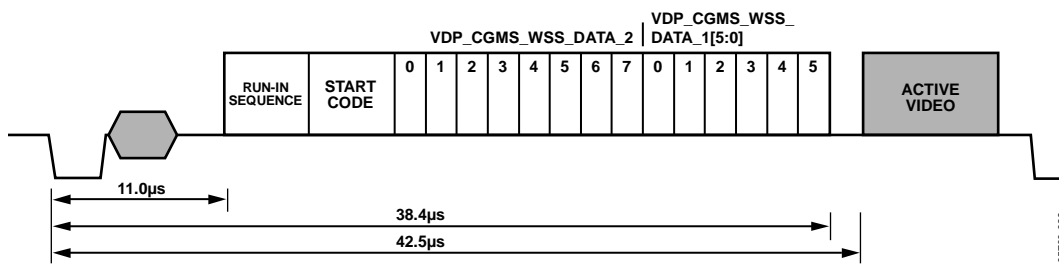 VDP_CGMS_WSS_DATA_2
VDP_CGMS_WSS_
DATA_1[5:0]
RUN-IN
SEQUENCE
START
CODE
0 1 2 3 4 5 6 7 0 1 2 3 4 5
ACTIVE
VIDEO
11.0µs
38.4µs
42.5µs